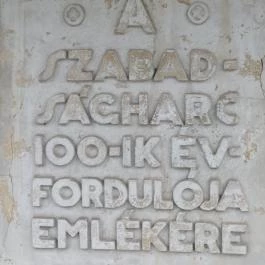 A
SZABAD-
SÁGHARC
100-IK ÉV-
FORDULÓJA
EMLÉKÉRE